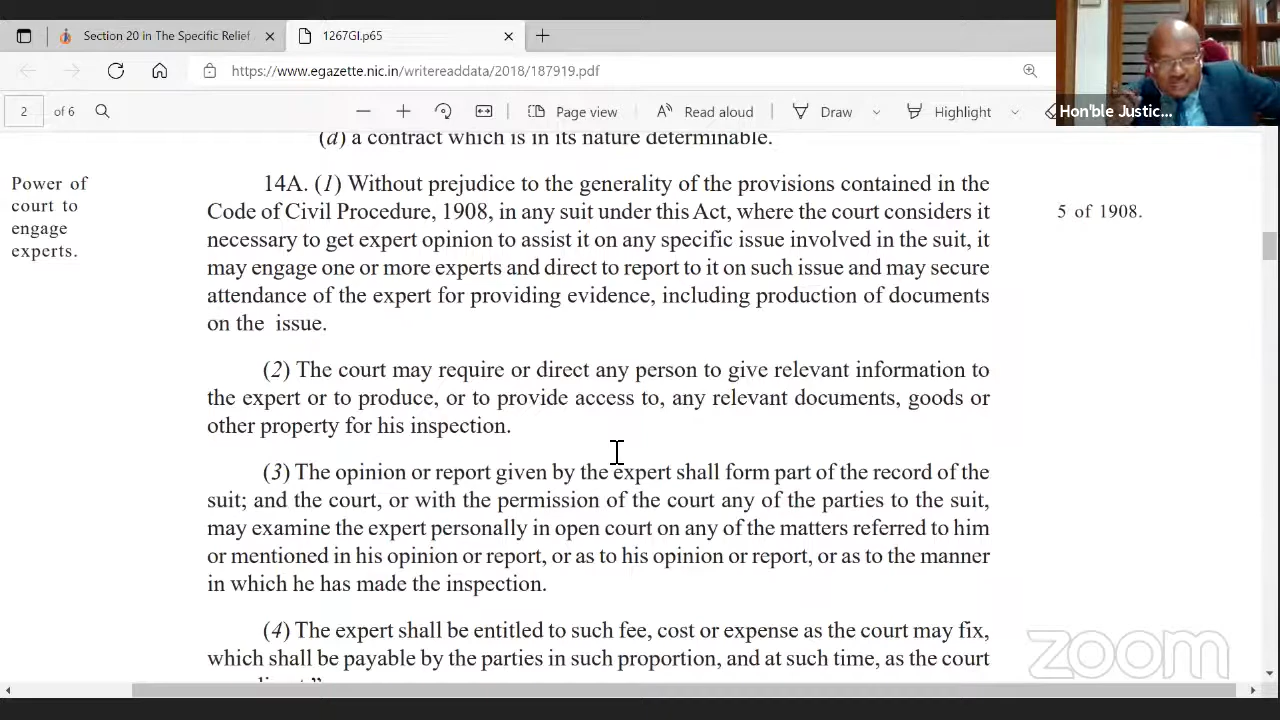 Section 20 in The Specific Relief
1267GI.p65
https://www.egazette.nic.in/writereaddata/2018/187919.pdf
2 of 6
Page view
Read aloud
Draw
Highlight
Hon'ble Justic...
(a) a contract which is in its nature determinable.
Power of
court to
engage
experts.
14A. (1) Without prejudice to the generality of the provisions contained in the
Code of Civil Procedure, 1908, in any suit under this Act, where the court considers it
necessary to get expert opinion to assist it on any specific issue involved in the suit, it
may engage one or more experts and direct to report to it on such issue and may secure
attendance of the expert for providing evidence, including production of documents
on the issue.
5 of 1908.
(2) The court may require or direct any person to give relevant information to
the expert or to produce, or to provide access to, any relevant documents, goods or
other property for his inspection.
(3) The opinion or report given by the expert shall form part of the record of the
suit; and the court, or with the permission of the court any of the parties to the suit,
may examine the expert personally in open court on any of the matters referred to him
or mentioned in his opinion or report, or as to his opinion or report, or as to the manner
in which he has made the inspection.
(4) The expert shall be entitled to such fee, cost or expense as the court may fix,
which shall be payable by the parties in such proportion, and at such time, as the court
zoom